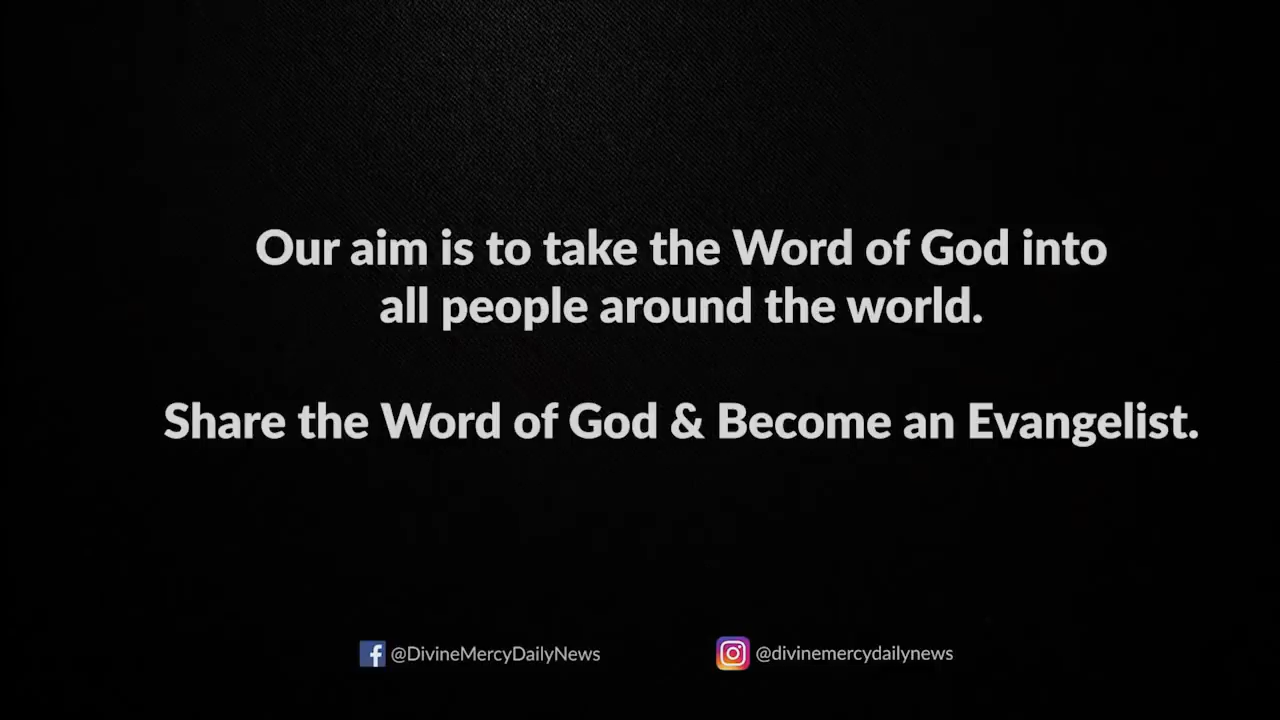 Our aim is to take the Word of God into
all people around the world.
Share the Word of God & Become an Evangelist.
@DivineMercyDailyNews
@divinemercydailynews